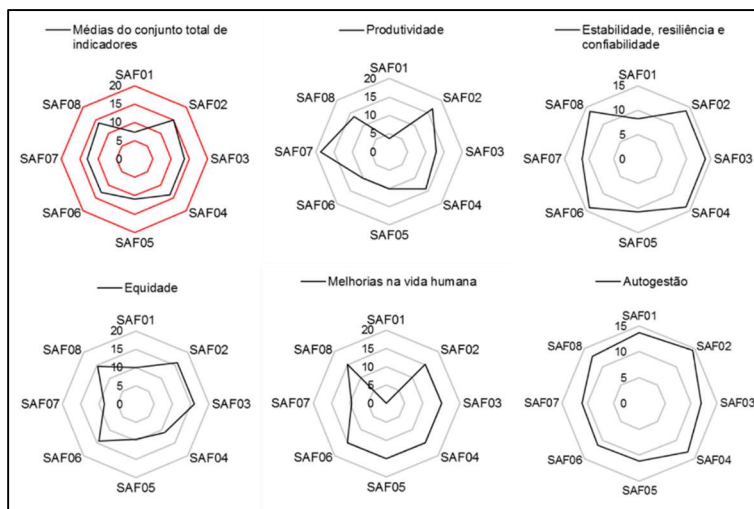 Médias do conjunto total de
indicadores
SAF01
20
15
10
5
0
SAF02
SAF03
SAF04
SAF05
SAF06
SAF07
SAF08
Produtividade
SAF01
20
15
10
5
0
SAF02
SAF03
SAF04
SAF05
SAF06
SAF07
SAF08
Estabilidade, resiliência e
confiabilidade
SAF01
15
10
5
0
SAF02
SAF03
SAF04
SAF05
SAF06
SAF07
SAF08
Equidade
SAF01
20
15
10
5
0
SAF02
SAF03
SAF04
SAF05
SAF06
SAF07
SAF08
Melhorias na vida humana
SAF01
20
15
10
5
0
SAF02
SAF03
SAF04
SAF05
SAF06
SAF07
SAF08
Autogestão
SAF01
15
10
5
0
SAF02
SAF03
SAF04
SAF05
SAF06
SAF07
SAF08